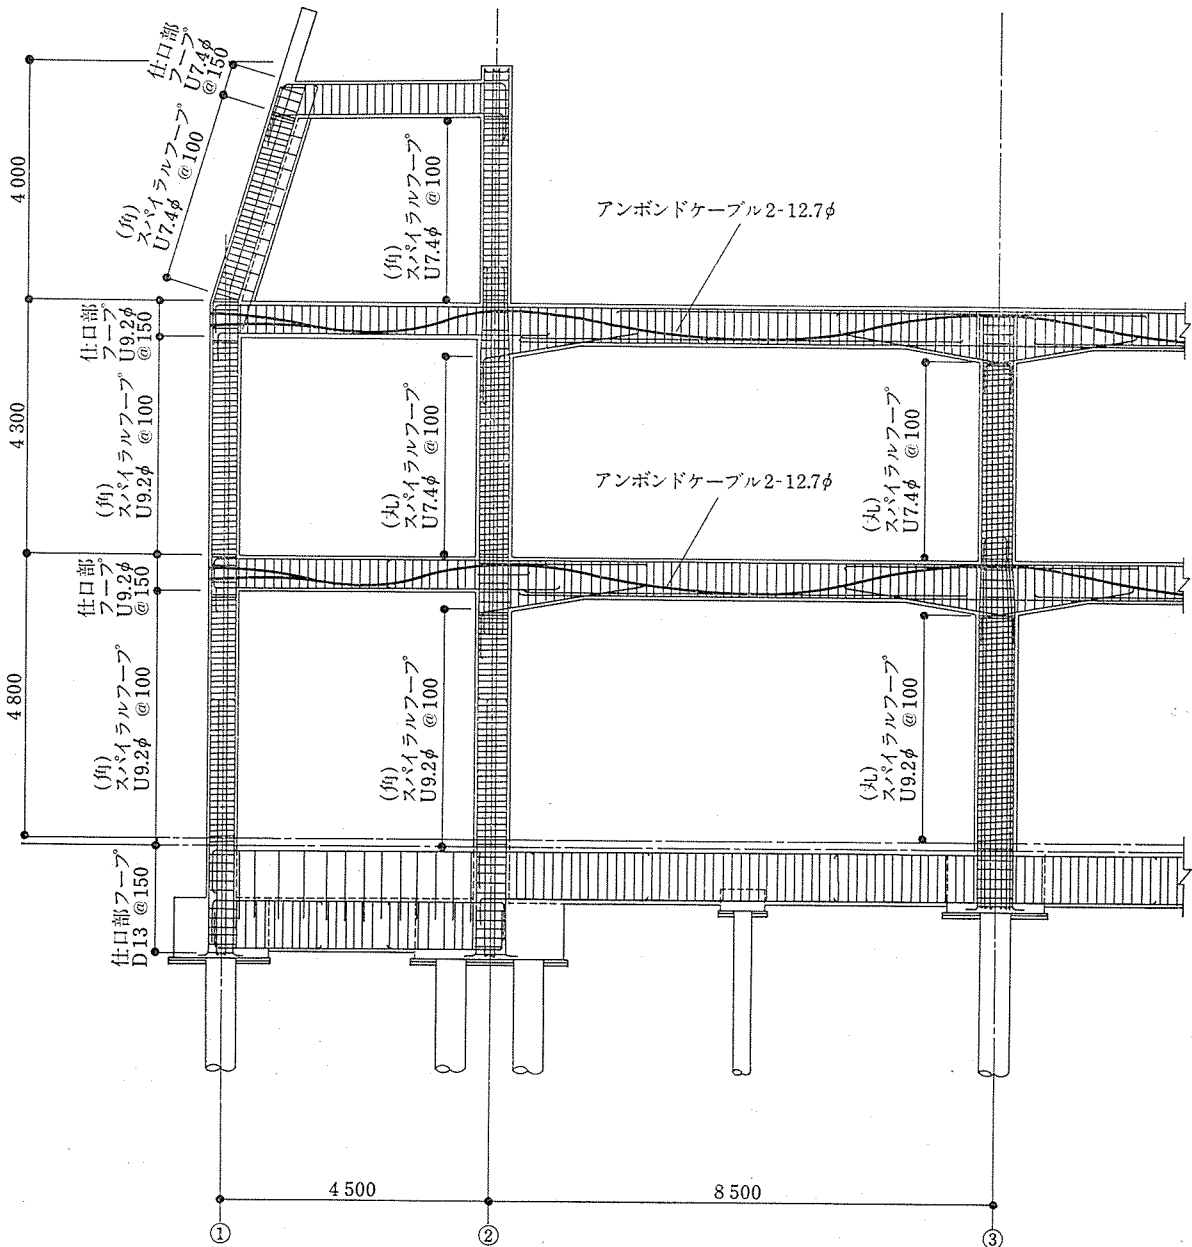 仕口部
フープ
U7.4φ
@150
(角)
スパイラルフープ
U7.4φ @100
4 000
(角)
スパイラルフープ
U7.4φ @100
アンボンドケーブル2-12.7φ
仕口部
フープ
U9.2φ
@150
4 300
(角)
スパイラルフープ
U9.2φ @100
(丸)
スパイラルフープ
U7.4φ @100
(丸)
スパイラルフープ
U7.4φ @100
アンボンドケーブル2-12.7φ
仕口部
フープ
U9.2φ
@150
4 800
(角)
スパイラルフープ
U9.2φ @100
(角)
スパイラルフープ
U9.2φ @100
(丸)
スパイラルフープ
U9.2φ @100
仕口部フープ
D13 @150
4 500
8 500
①
②
③